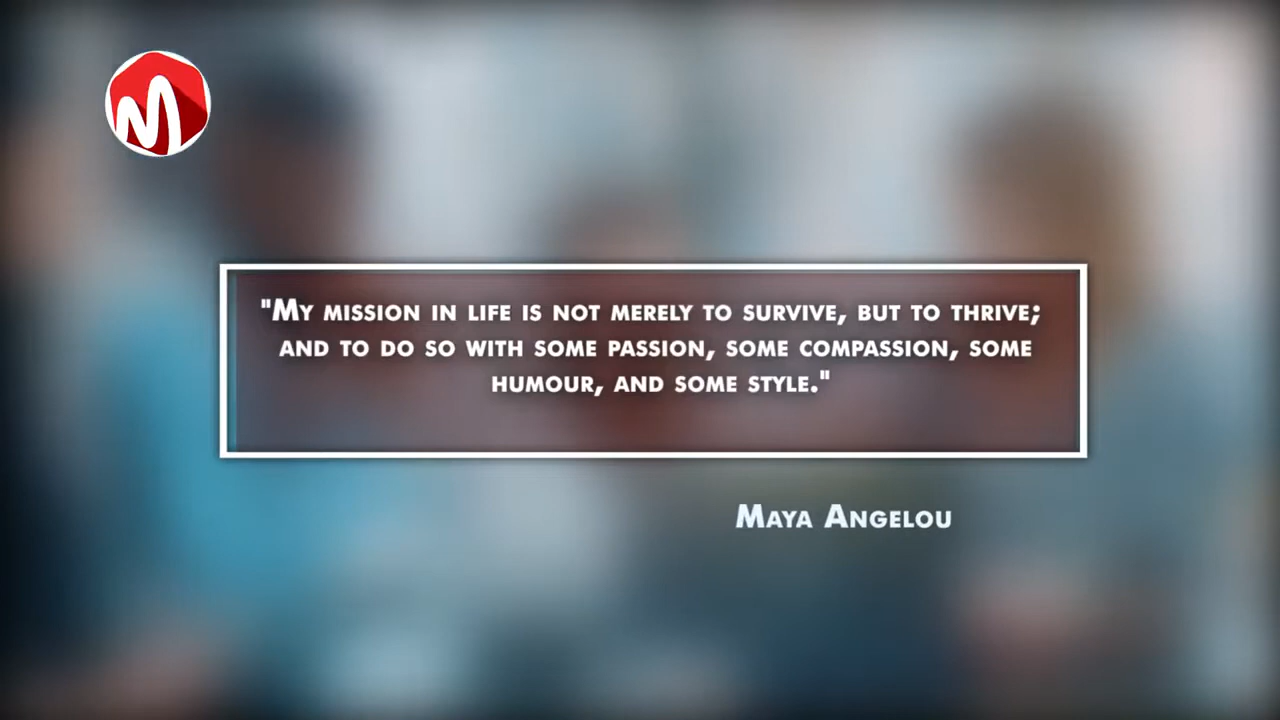 "My mission in life is not merely to survive, but to thrive;
and to do so with some passion, some compassion, some
humour, and some style."
Maya Angelou